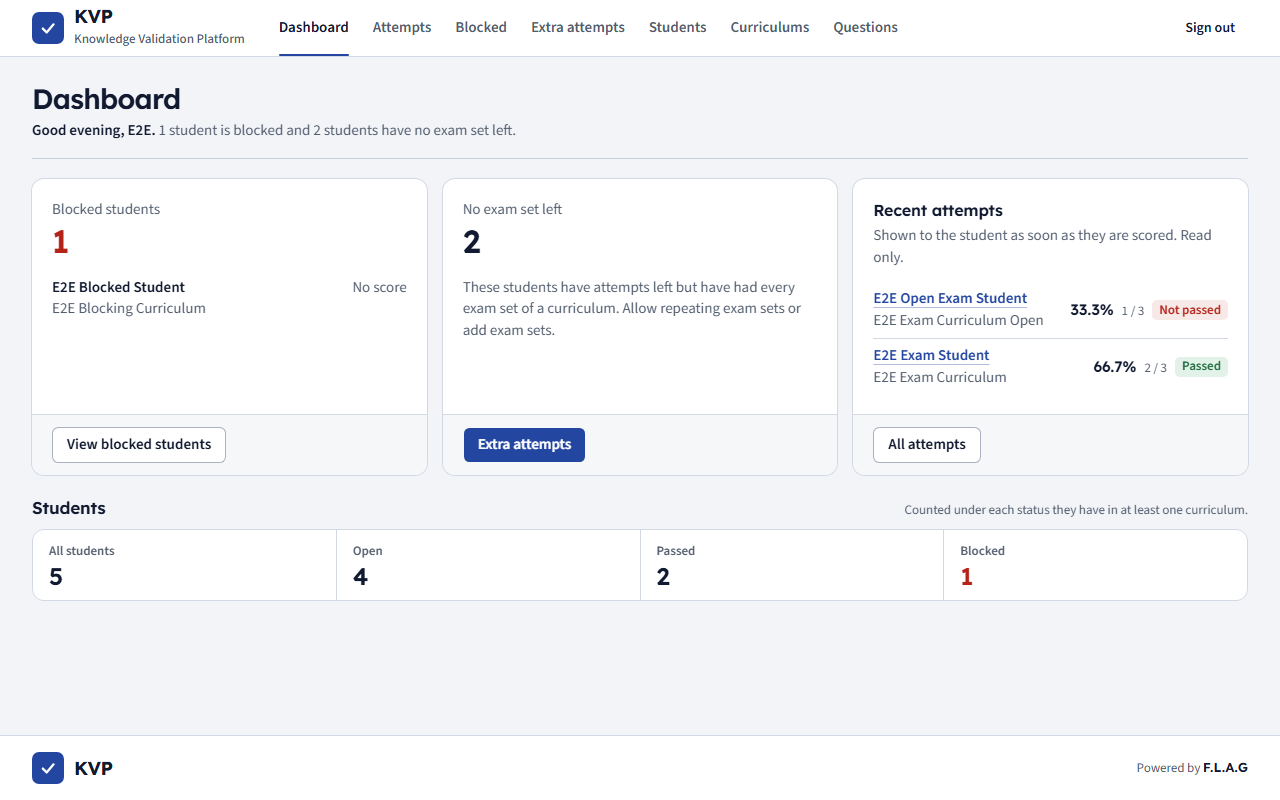 KVP
Knowledge Validation Platform
Dashboard
Attempts
Blocked
Extra attempts
Students
Curriculums
Questions
Sign out
Dashboard
Good evening, E2E. 1 student is blocked and 2 students have no exam set left.
Blocked students
1
E2E Blocked Student
No score
E2E Blocking Curriculum
View blocked students
No exam set left
2
These students have attempts left but have had every
exam set of a curriculum. Allow repeating exam sets or
add exam sets.
Extra attempts
Recent attempts
Shown to the student as soon as they are scored. Read
only.
E2E Open Exam Student
E2E Exam Curriculum Open
33.3% 1 / 3 Not passed
E2E Exam Student
E2E Exam Curriculum
66.7% 2 / 3 Passed
All attempts
Students
Counted under each status they have in at least one curriculum.
All students
5
Open
4
Passed
2
Blocked
1
KVP
Powered by F.L.A.G